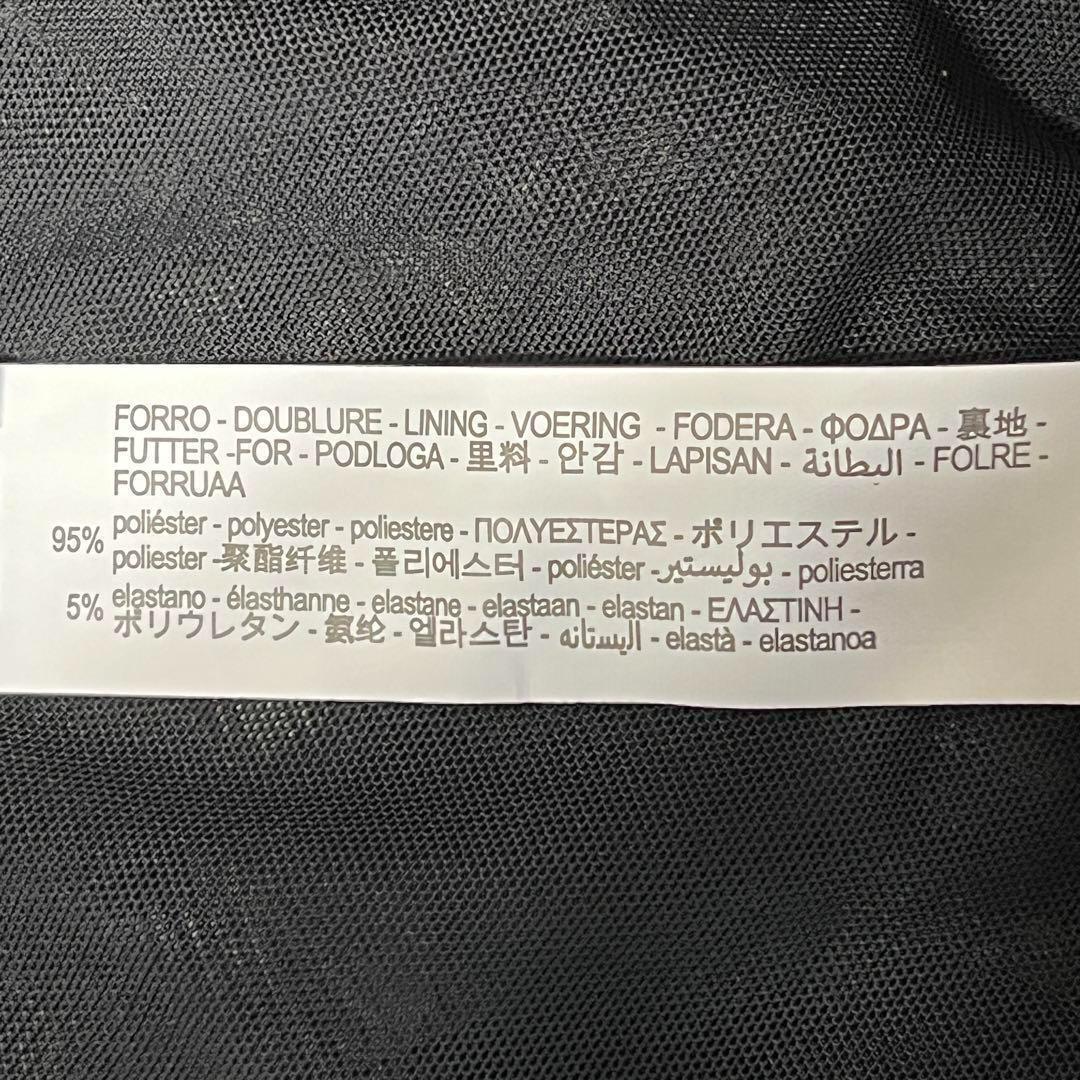 FORRO - DOUBLURE - LINING - VOERING - FODERA - ΦΟΔΡΑ - 裏地 -
FUTTER -FOR - PODLOGA - 里料 - 안감 - LAPISAN - البطانة - FOLRE -
FORRUAA
95% poliéster - polyester - poliestere - ΠΟΛΥΕΣΤΕΡΑΣ - ポリエステル -
poliester -聚酯纤维 - 폴리에스터 - poliéster -بوليستير - poliesterra
5% elastano - élasthanne - elastane - elastaan - elastan - ΕΛΑΣΤΙΝΗ -
ポリウレタン - 氨纶 - 엘라스탄 - اليستانه - elastà - elastanoa